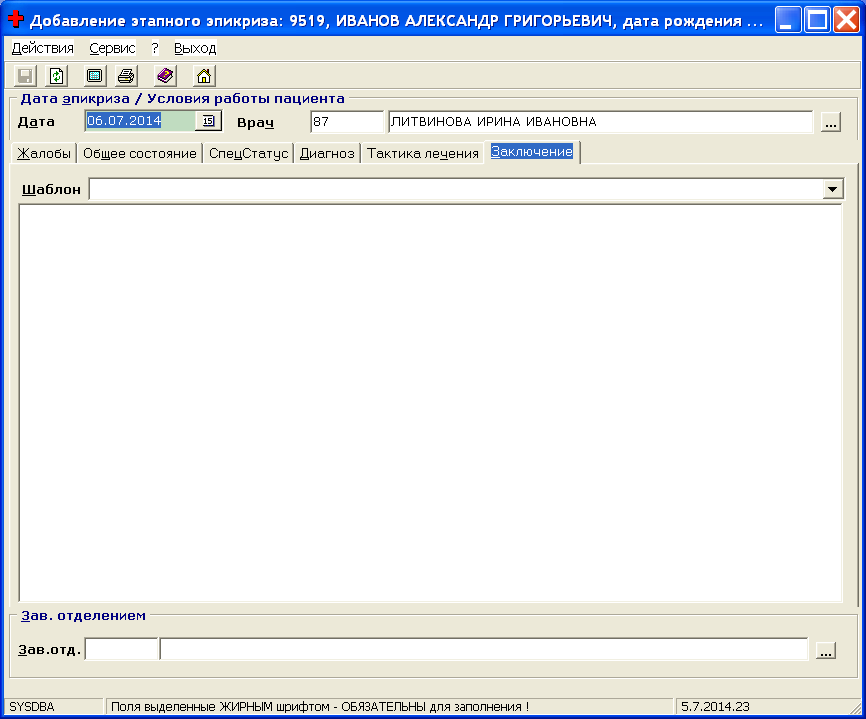 Добавление этапного эпикриза: 9519, ИВАНОВ АЛЕКСАНДР ГРИГОРЬЕВИЧ, дата рождения ...
Действия Сервис ? Выход
Дата эпикриза / Условия работы пациента
Дата 06.07.2014 15 Врач 87 ЛИТВИНОВА ИРИНА ИВАНОВНА ...
Жалобы Общее состояние СпецСтатус Диагноз Тактика лечения Заключение
Шаблон
Зав. отделением
Зав.отд. ...
SYSDBA Поля выделенные ЖИРНЫМ шрифтом - ОБЯЗАТЕЛЬНЫ для заполнения ! 5.7.2014.23